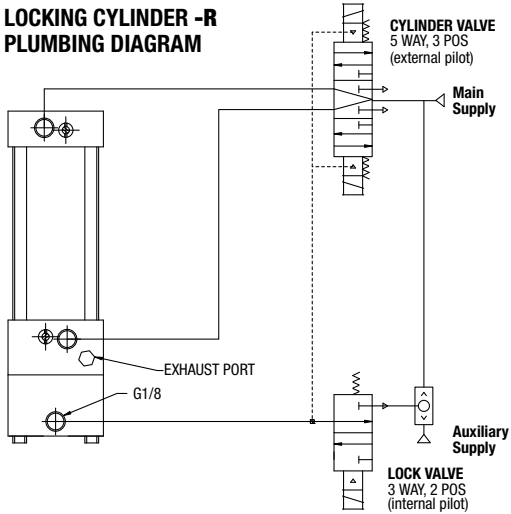 LOCKING CYLINDER -R
PLUMBING DIAGRAM
CYLINDER VALVE
5 WAY, 3 POS
(external pilot)
Main
Supply
EXHAUST PORT
G1/8
Auxiliary
Supply
LOCK VALVE
3 WAY, 2 POS
(internal pilot)